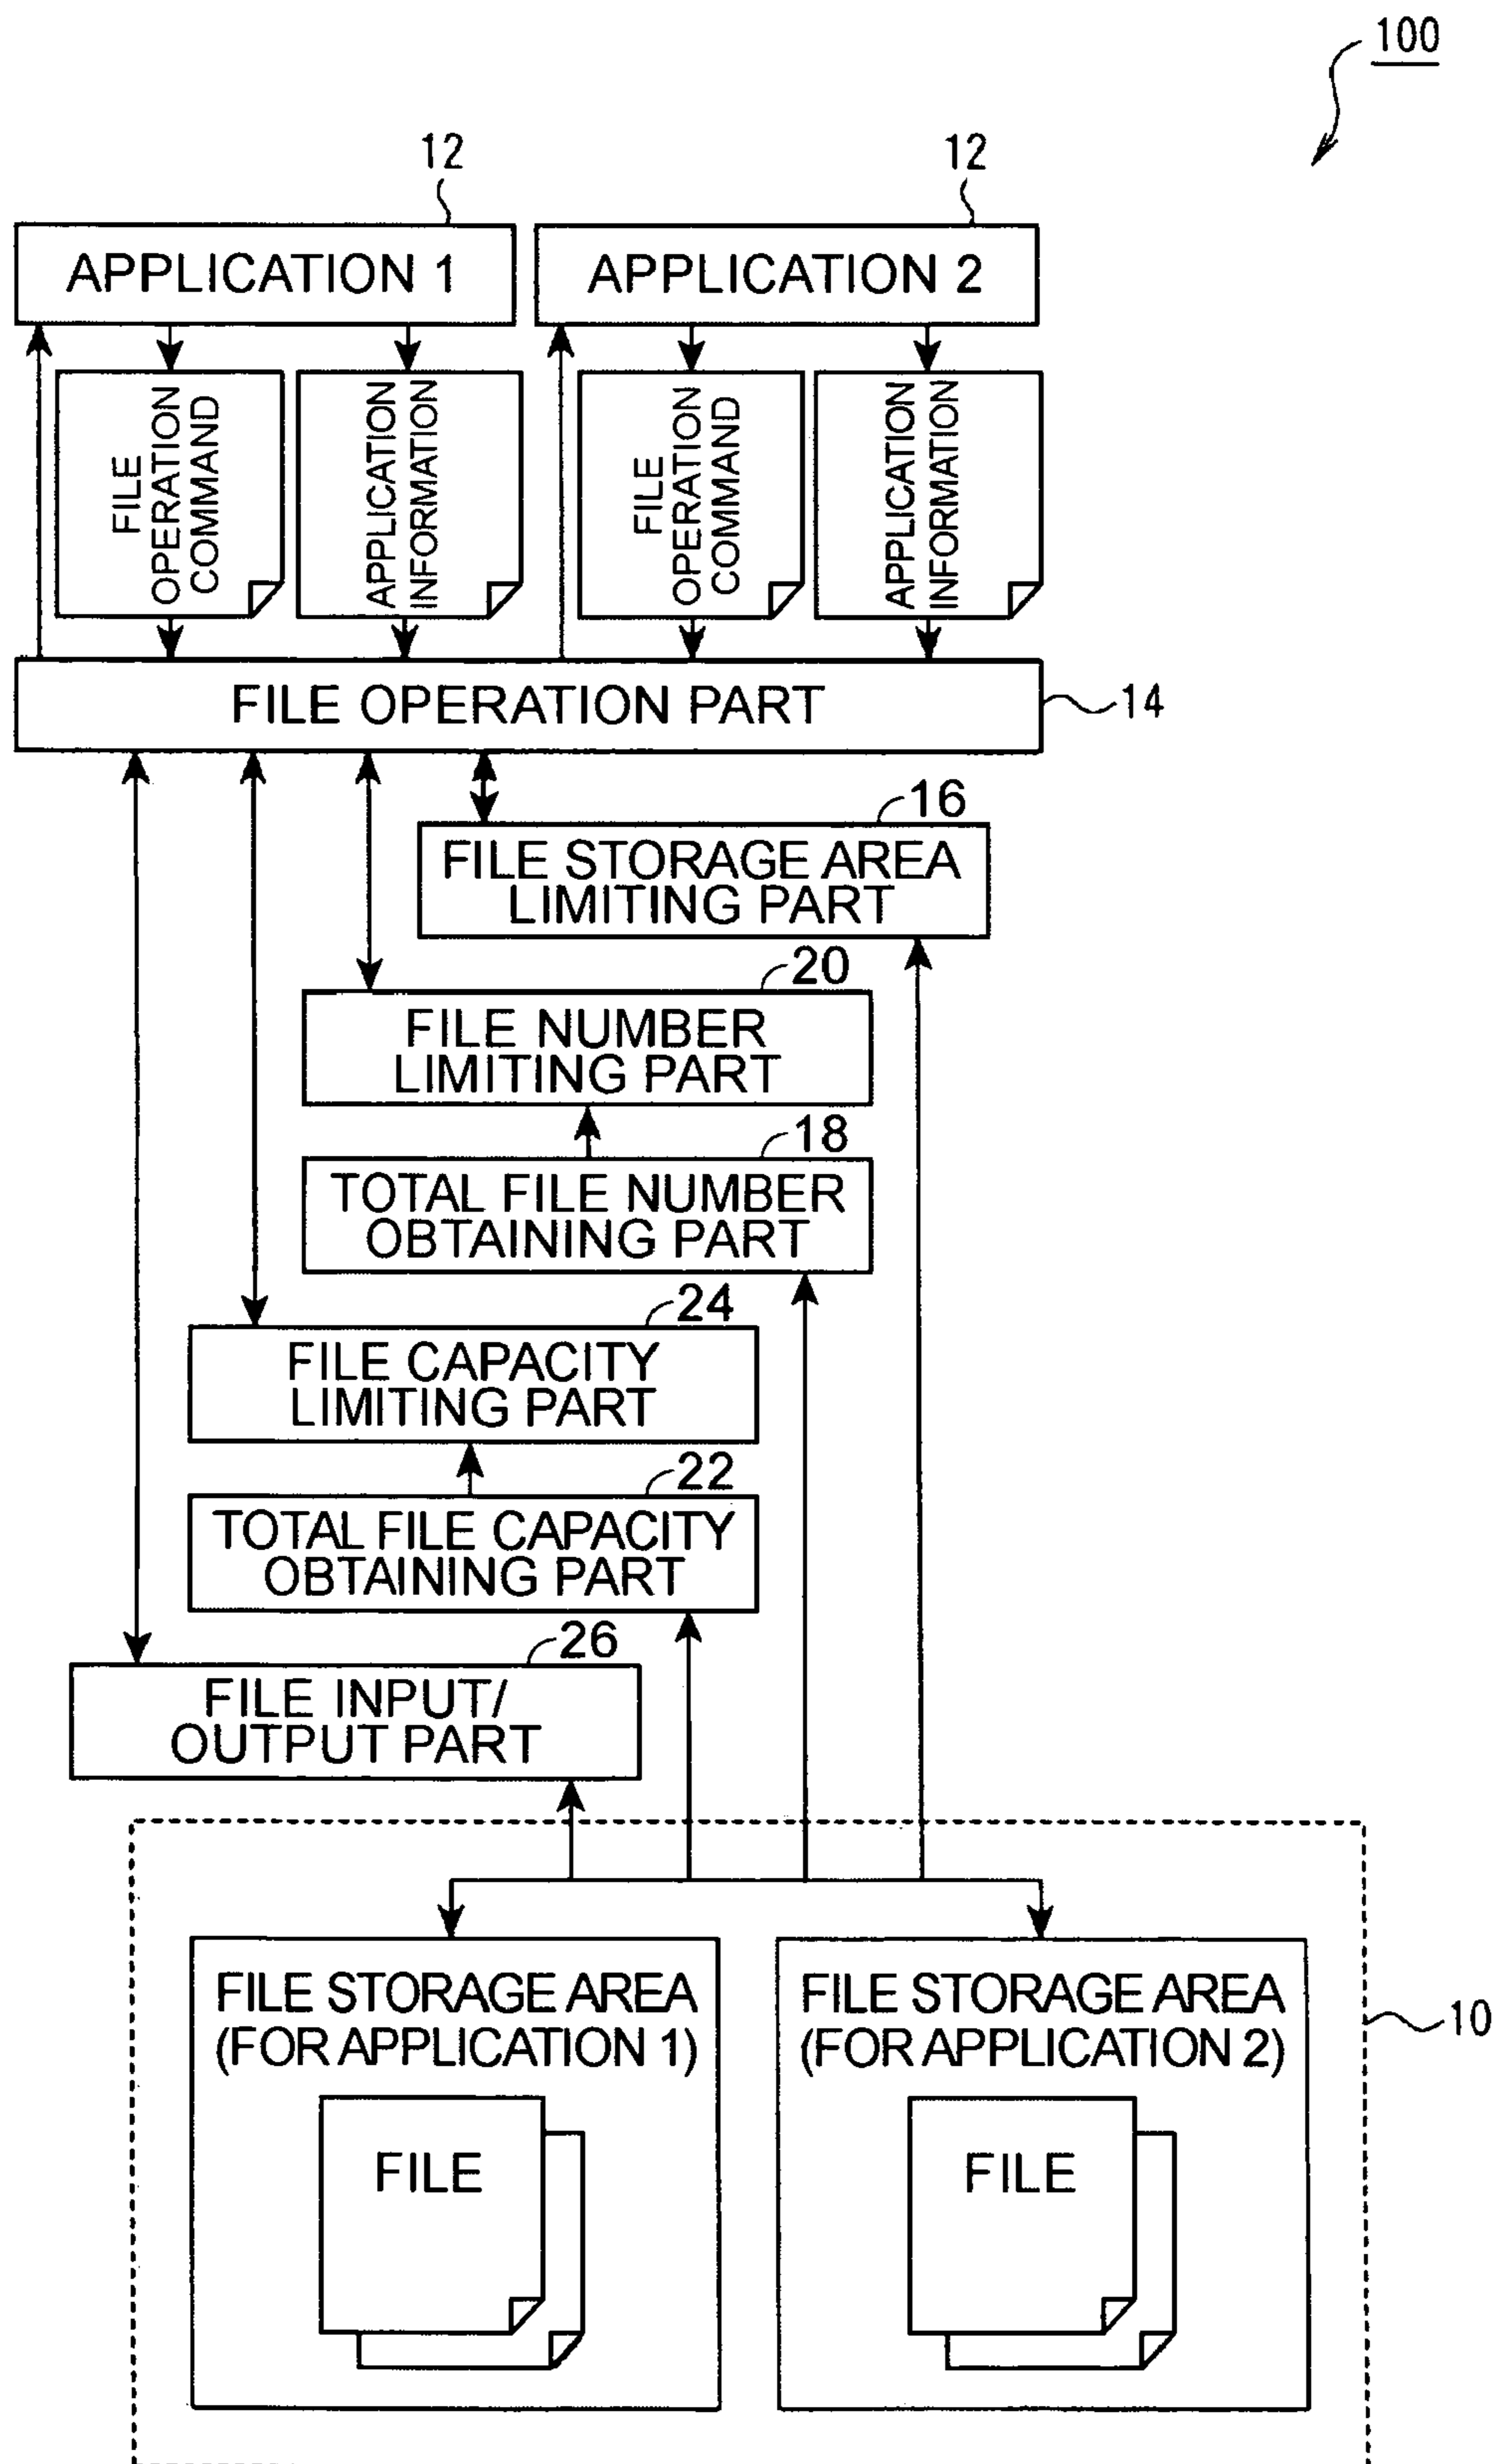 100
12
12
APPLICATION 1
APPLICATION 2
FILE
OPERATION
COMMAND
APPLICATION
INFORMATION
FILE
OPERATION
COMMAND
APPLICATION
INFORMATION
FILE OPERATION PART
14
16
FILE STORAGE AREA
LIMITING PART
20
FILE NUMBER
LIMITING PART
18
TOTAL FILE NUMBER
OBTAINING PART
24
FILE CAPACITY
LIMITING PART
22
TOTAL FILE CAPACITY
OBTAINING PART
26
FILE INPUT/
OUTPUT PART
FILE STORAGE AREA
(FOR APPLICATION 1)
FILE
FILE STORAGE AREA
(FOR APPLICATION 2)
FILE
10